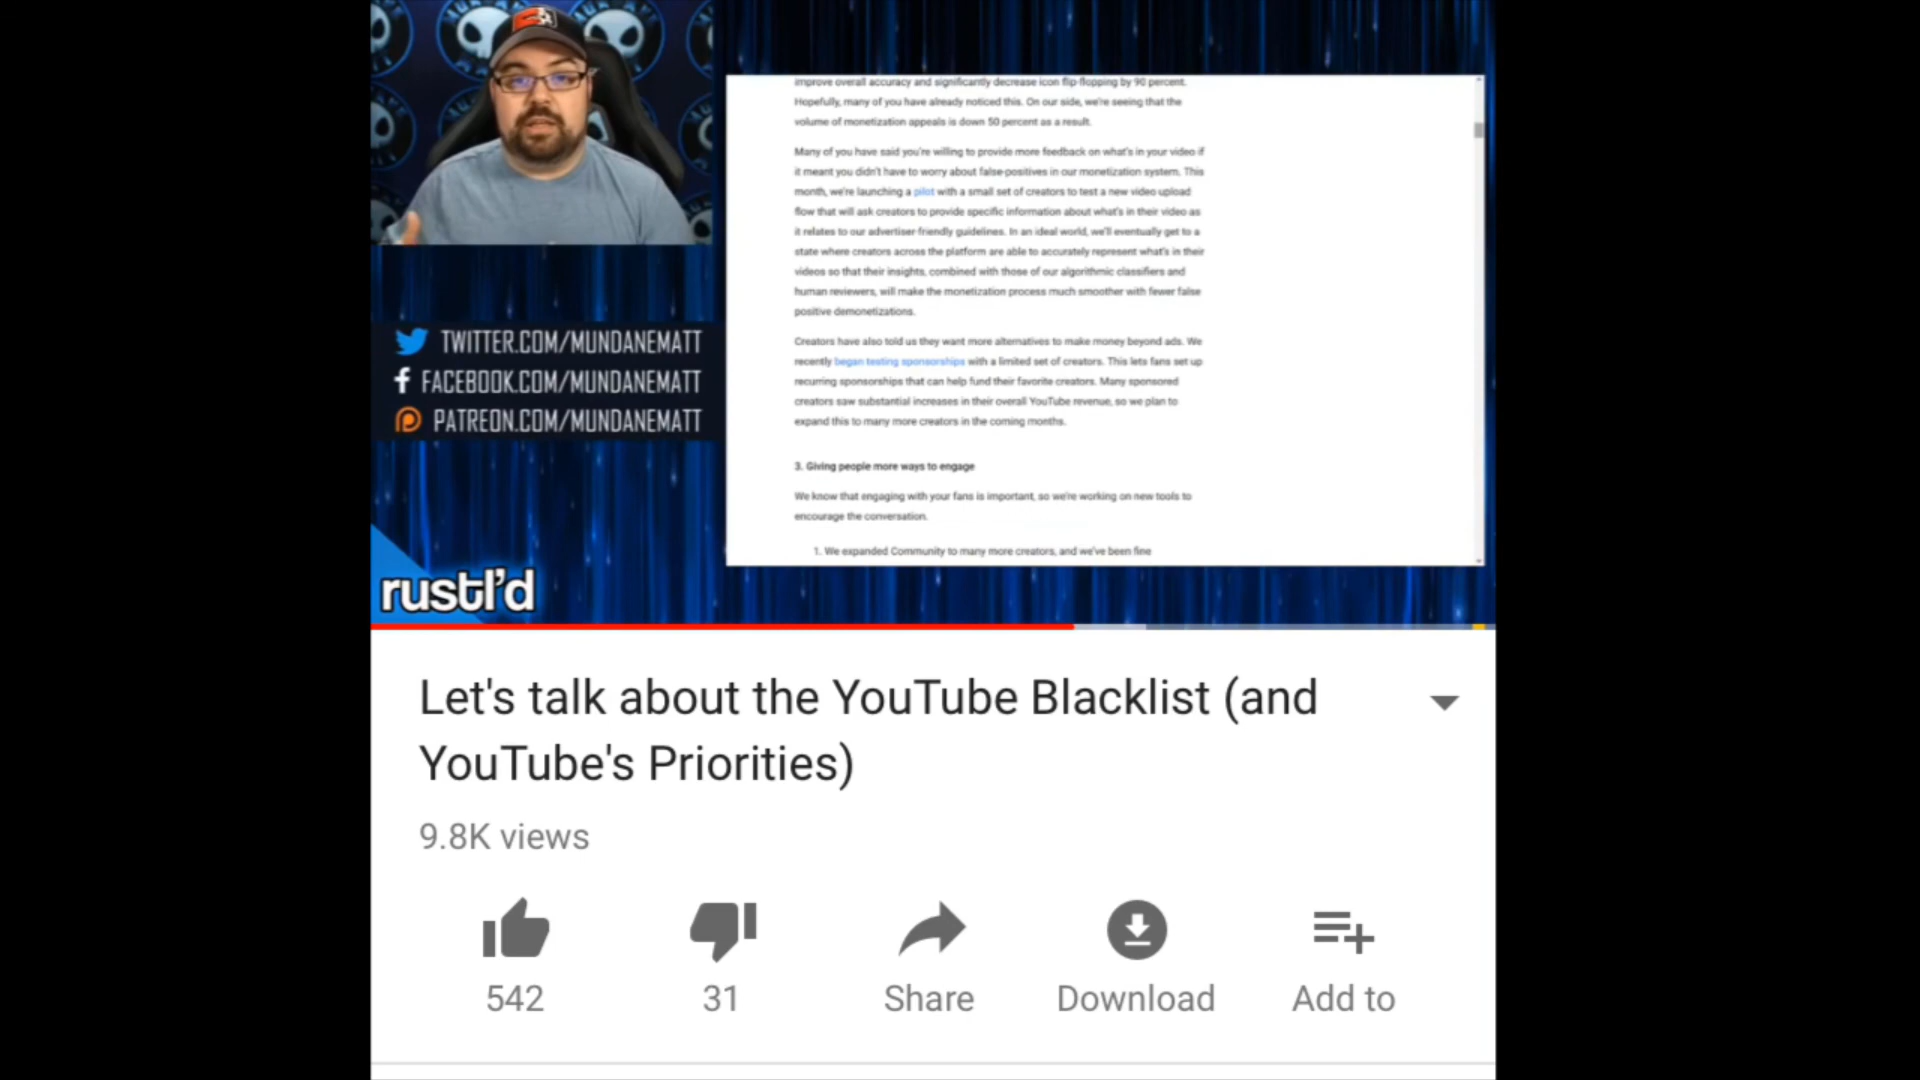 improve overall accuracy and significantly decrease icon flip-flopping by 90 percent.
Hopefully, many of you have already noticed this. On our side, we're seeing that the
volume of monetization appeals is down 50 percent as a result.
Many of you have said you're willing to provide more feedback on what's in your video if
it meant you didn't have to worry about false-positives in our monetization system. This
month, we're launching a pilot with a small set of creators to test a new video upload
flow that will ask creators to provide specific information about what's in their video as
it relates to our advertiser-friendly guidelines. In an ideal world, we'll eventually get to a
state where creators across the platform are able to accurately represent what's in their
videos so that their insights, combined with those of our algorithmic classifiers and
human reviewers, will make the monetization process much smoother with fewer false
positive demonetizations.
Creators have also told us they want more alternatives to make money beyond ads. We
recently began testing sponsorships with a limited set of creators. This lets fans set up
recurring sponsorships that can help fund their favorite creators. Many sponsored
creators saw substantial increases in their overall YouTube revenue, so we plan to
expand this to many more creators in the coming months.
3. Giving people more ways to engage
We know that engaging with your fans is important, so we're working on new tools to
encourage the conversation.
1. We expanded Community to many more creators, and we've been fine
TWITTER.COM/MUNDANEMATT
FACEBOOK.COM/MUNDANEMATT
PATREON.COM/MUNDANEMATT
rustl'd
Let's talk about the YouTube Blacklist (and
YouTube's Priorities)
9.8K views
542 31 Share Download Add to